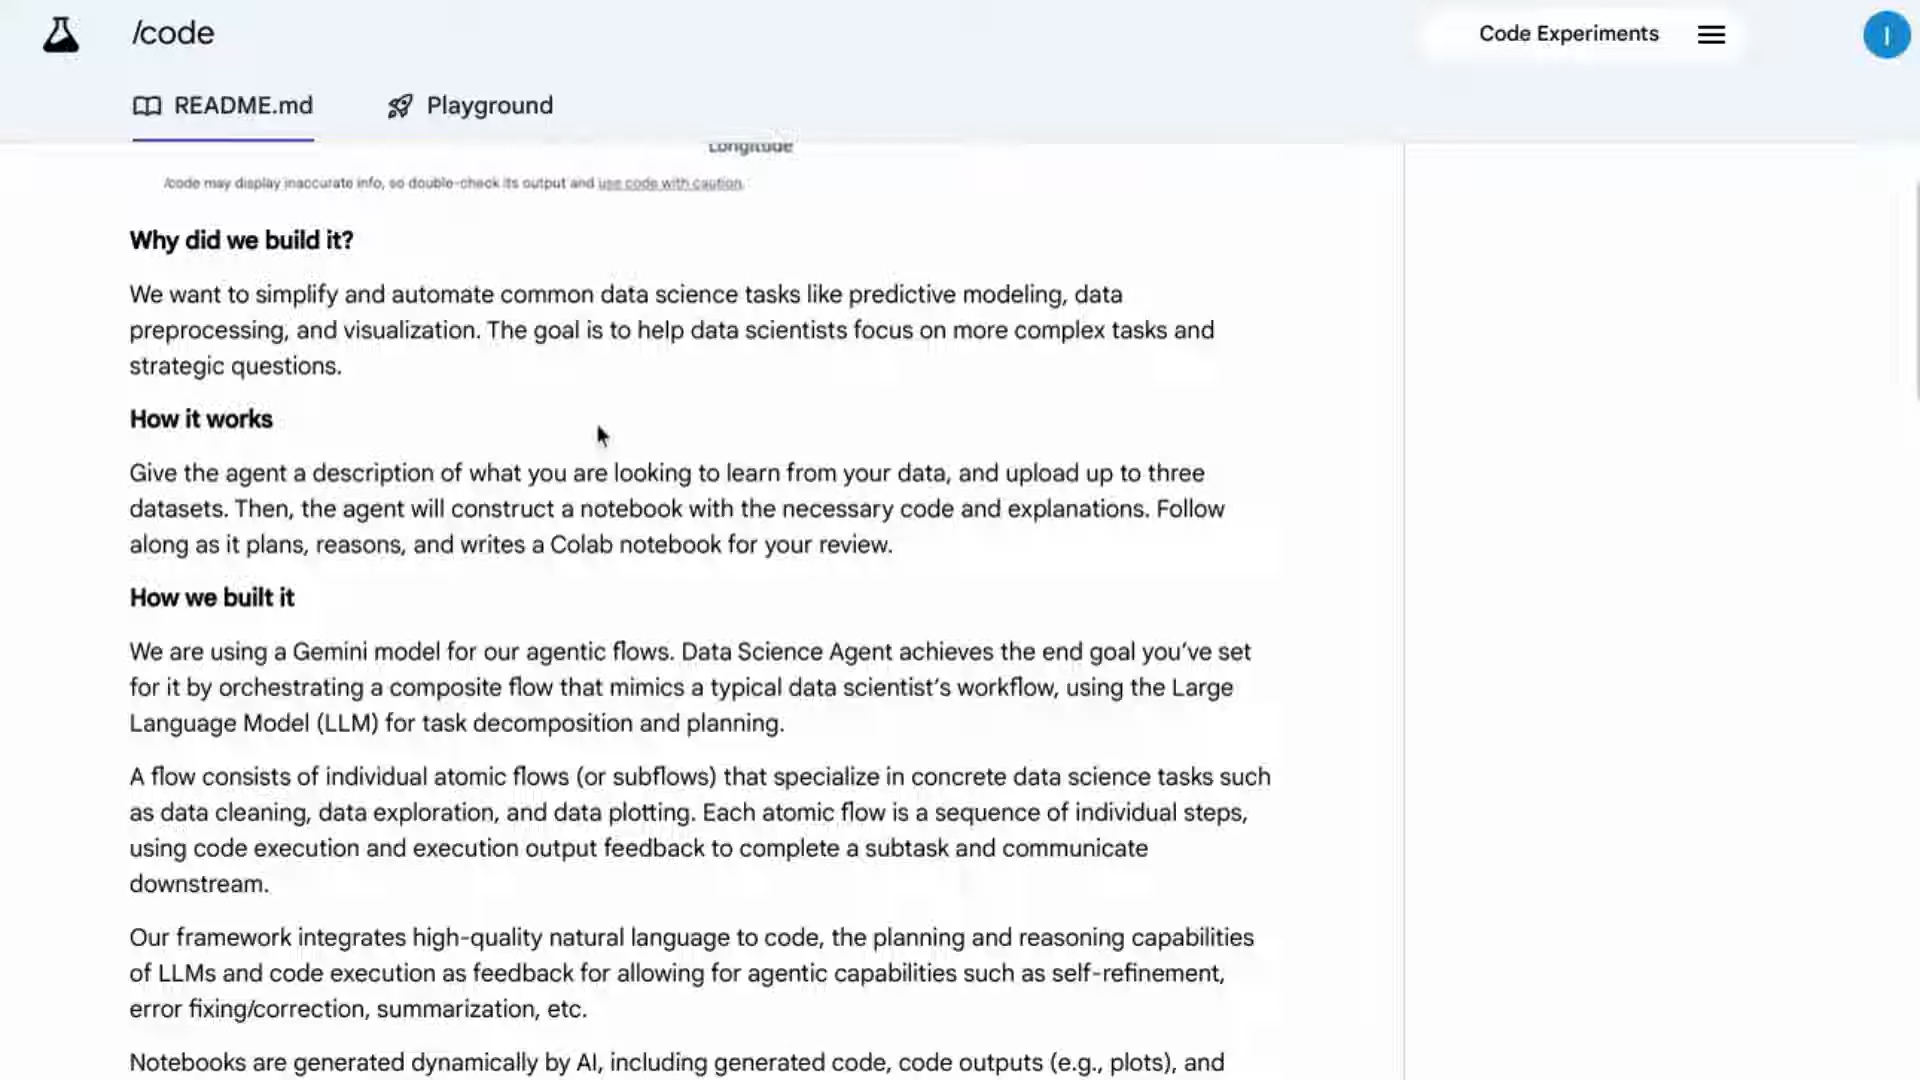 /code
Code Experiments
I
README.md
Playground
Longitude
/code may display inaccurate info, so double-check its output and use code with caution.
Why did we build it?
We want to simplify and automate common data science tasks like predictive modeling, data
preprocessing, and visualization. The goal is to help data scientists focus on more complex tasks and
strategic questions.
How it works
Give the agent a description of what you are looking to learn from your data, and upload up to three
datasets. Then, the agent will construct a notebook with the necessary code and explanations. Follow
along as it plans, reasons, and writes a Colab notebook for your review.
How we built it
We are using a Gemini model for our agentic flows. Data Science Agent achieves the end goal you've set
for it by orchestrating a composite flow that mimics a typical data scientist's workflow, using the Large
Language Model (LLM) for task decomposition and planning.
A flow consists of individual atomic flows (or subflows) that specialize in concrete data science tasks such
as data cleaning, data exploration, and data plotting. Each atomic flow is a sequence of individual steps,
using code execution and execution output feedback to complete a subtask and communicate
downstream.
Our framework integrates high-quality natural language to code, the planning and reasoning capabilities
of LLMs and code execution as feedback for allowing for agentic capabilities such as self-refinement,
error fixing/correction, summarization, etc.
Notebooks are generated dynamically by AI, including generated code, code outputs (e.g., plots), and